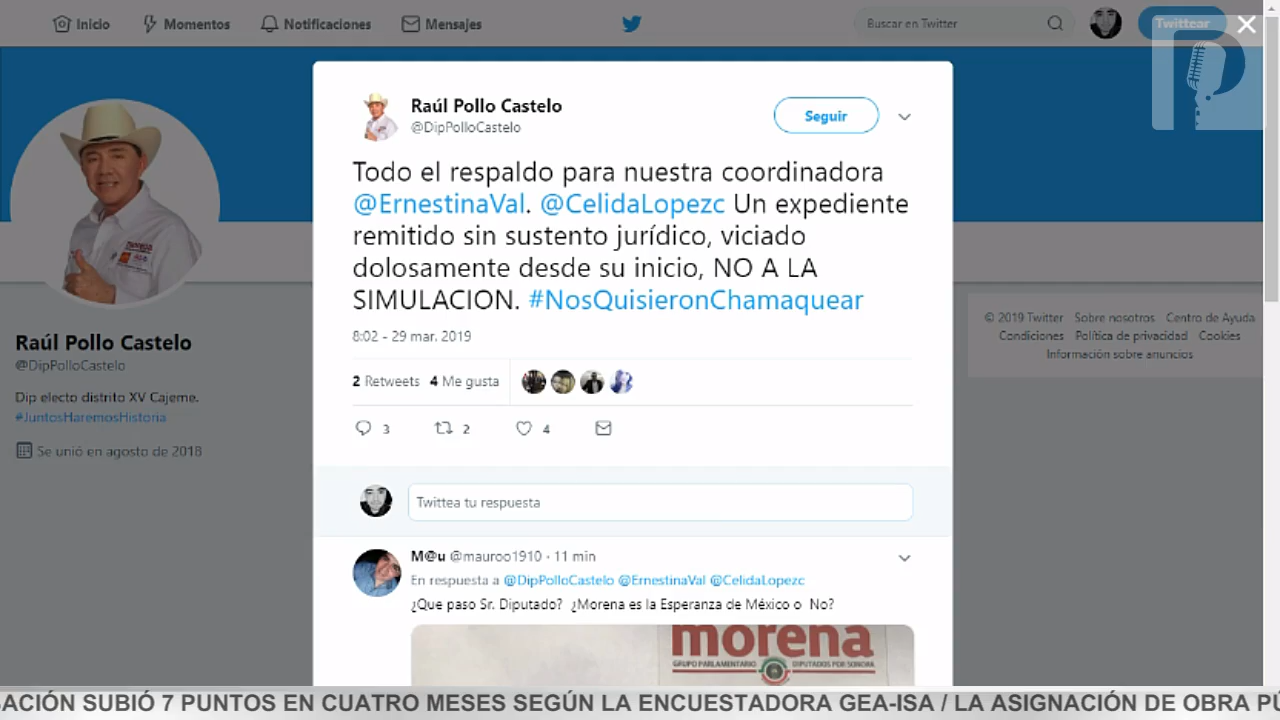 Inicio
Momentos
Notificaciones
Mensajes
Buscar en Twitter
Twittear
Raúl Pollo Castelo
@DipPolloCastelo
Seguir
Todo el respaldo para nuestra coordinadora
@ErnestinaVal. @CelidaLopezc Un expediente
remitido sin sustento jurídico, viciado
dolosamente desde su inicio, NO A LA
SIMULACION. #NosQuisieronChamaquear
8:02 - 29 mar. 2019
2 Retweets 4 Me gusta
3 2 4
Twittea tu respuesta
M@u @mauroo1910 · 11 min
En respuesta a @DipPolloCastelo @ErnestinaVal @CelidaLopezc
¿Que paso Sr. Diputado? ¿Morena es la Esperanza de México o No?
morena
GRUPO PARLAMENTARIO DIPUTADOS POR SONORA
morena
Raúl Pollo Castelo
@DipPolloCastelo
Dip electo distrito XV Cajeme.
#JuntosHaremosHistoria
Se unió en agosto de 2018
© 2019 Twitter Sobre nosotros Centro de Ayuda
Condiciones Política de privacidad Cookies
Información sobre anuncios
ACIÓN SUBIÓ 7 PUNTOS EN CUATRO MESES SEGÚN LA ENCUESTADORA GEA-ISA / LA ASIGNACIÓN DE OBRA PÚ